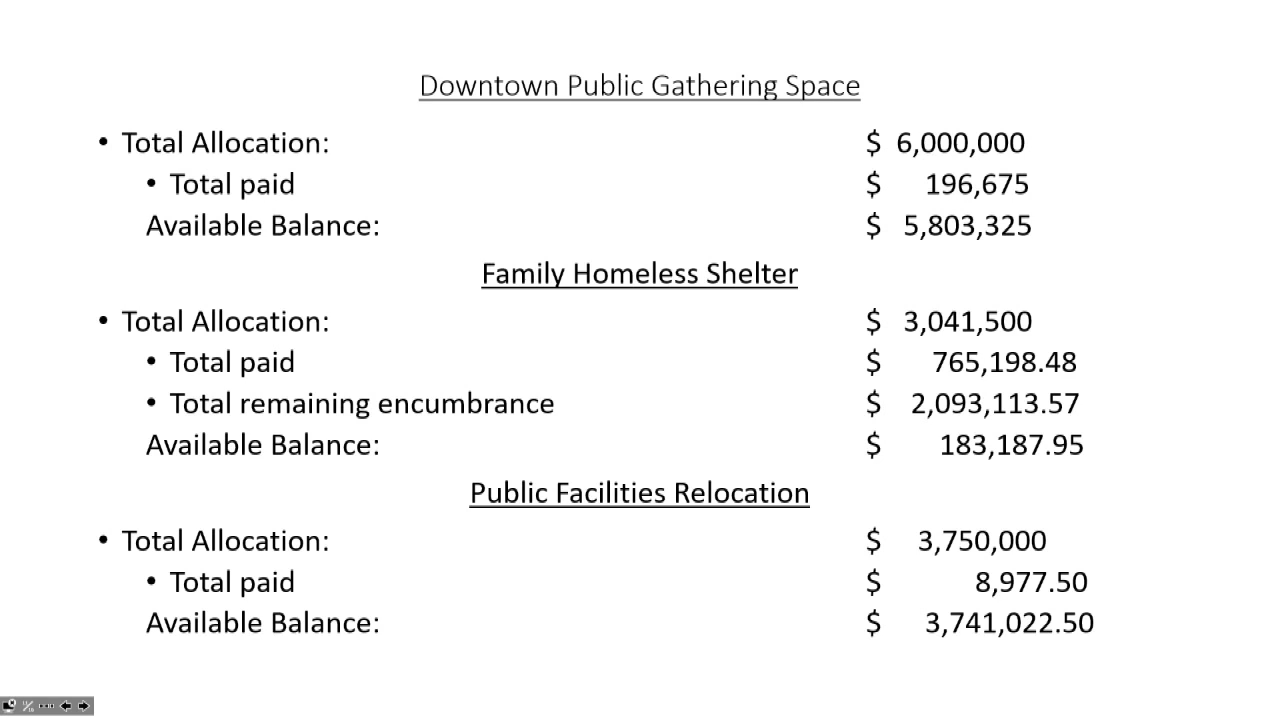 Downtown Public Gathering Space
• Total Allocation: $ 6,000,000
• Total paid $ 196,675
Available Balance: $ 5,803,325
Family Homeless Shelter
• Total Allocation: $ 3,041,500
• Total paid $ 765,198.48
• Total remaining encumbrance $ 2,093,113.57
Available Balance: $ 183,187.95
Public Facilities Relocation
• Total Allocation: $ 3,750,000
• Total paid $ 8,977.50
Available Balance: $ 3,741,022.50